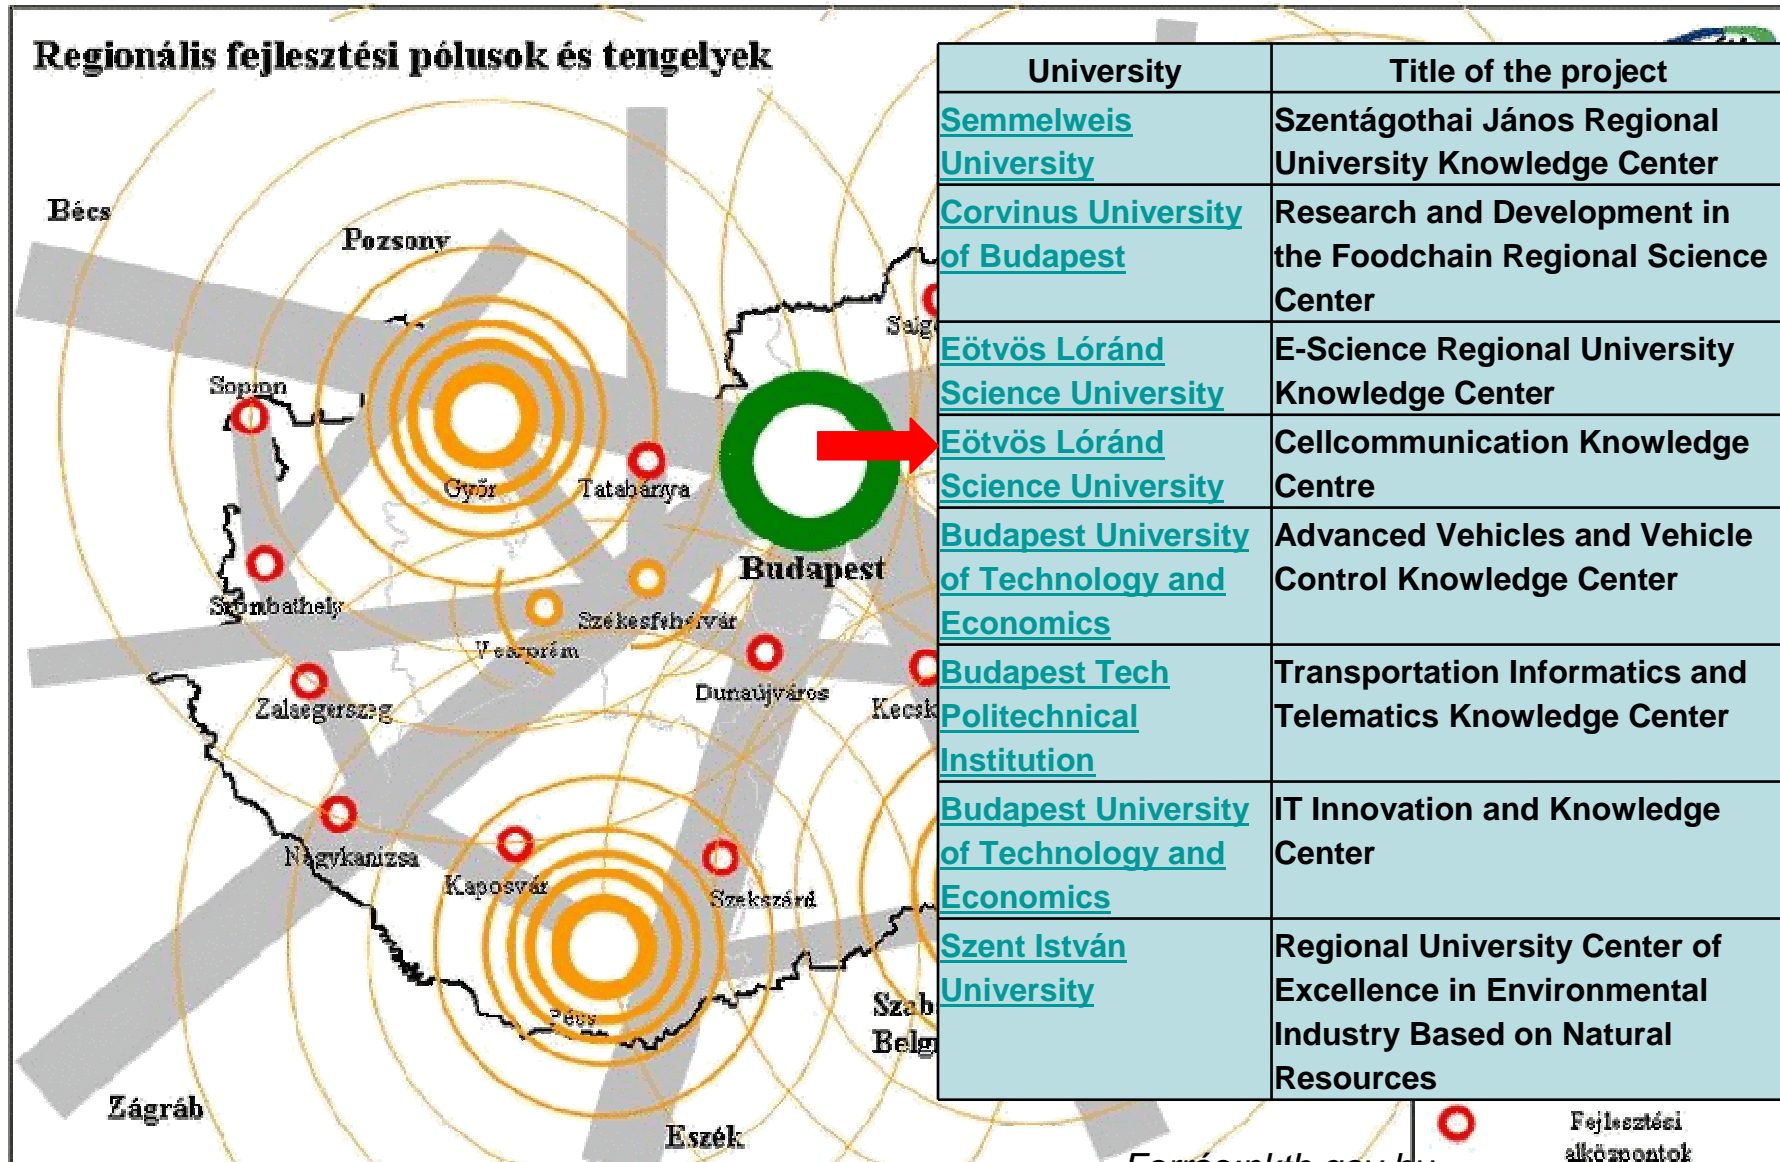 Regionális fejlesztési pólusok és tengelyek
Bécs
Pozsony
Sopron
Győr
Tatabánya
Budapest
Szombathely
Székesfehérvár
Veszprém
Zalaegerszeg
Dunaújváros
Kecsk
Nagykanizsa
Kaposvár
Szekszárd
Pécs
Szab
Belg
Zágráb
Eszék
University
Title of the project
Semmelweis
University
Szentágothai János Regional
University Knowledge Center
Corvinus University
of Budapest
Research and Development in
the Foodchain Regional Science
Center
Eötvös Lóránd
Science University
E-Science Regional University
Knowledge Center
Eötvös Lóránd
Science University
Cellcommunication Knowledge
Centre
Budapest University
of Technology and
Economics
Advanced Vehicles and Vehicle
Control Knowledge Center
Budapest Tech
Politechnical
Institution
Transportation Informatics and
Telematics Knowledge Center
Budapest University
of Technology and
Economics
IT Innovation and Knowledge
Center
Szent István
University
Regional University Center of
Excellence in Environmental
Industry Based on Natural
Resources
Fejlesztési
alközpontok